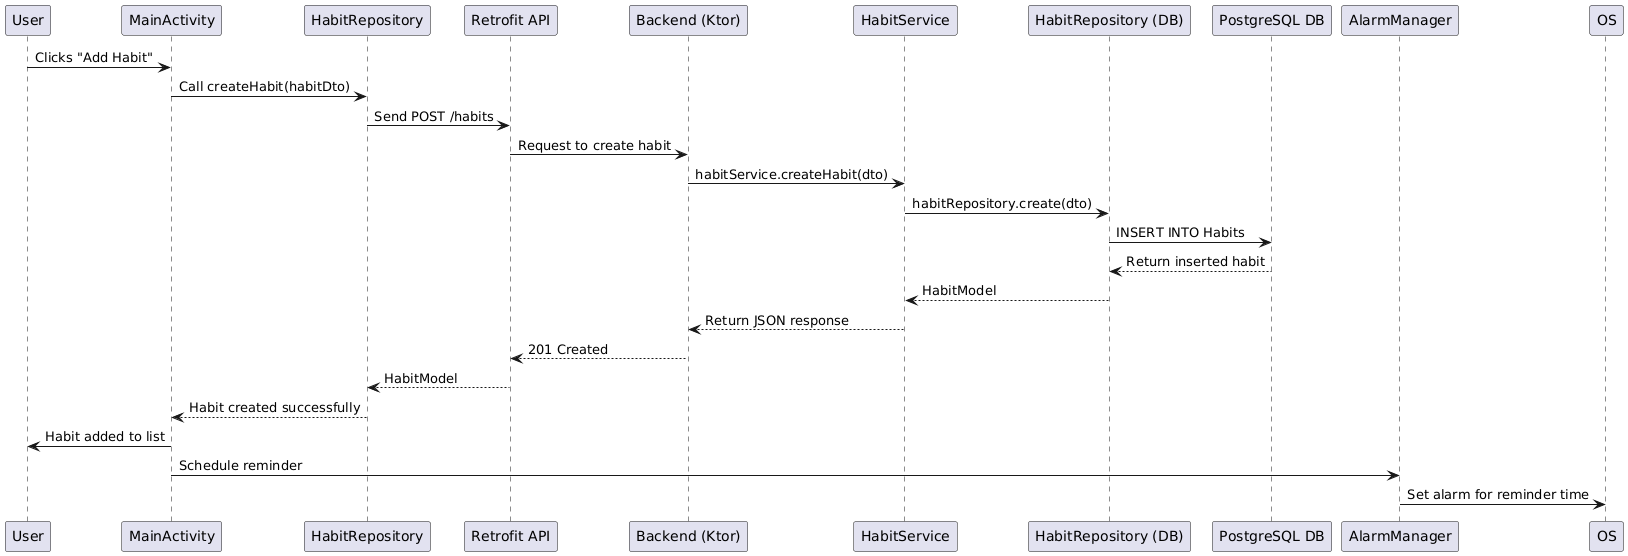 User MainActivity HabitRepository Retrofit API Backend (Ktor) HabitService HabitRepository (DB) PostgreSQL DB AlarmManager OS
Clicks "Add Habit"
Call createHabit(habitDto)
Send POST /habits
Request to create habit
habitService.createHabit(dto)
habitRepository.create(dto)
INSERT INTO Habits
Return inserted habit
HabitModel
Return JSON response
201 Created
HabitModel
Habit created successfully
Habit added to list
Schedule reminder
Set alarm for reminder time
User MainActivity HabitRepository Retrofit API Backend (Ktor) HabitService HabitRepository (DB) PostgreSQL DB AlarmManager OS